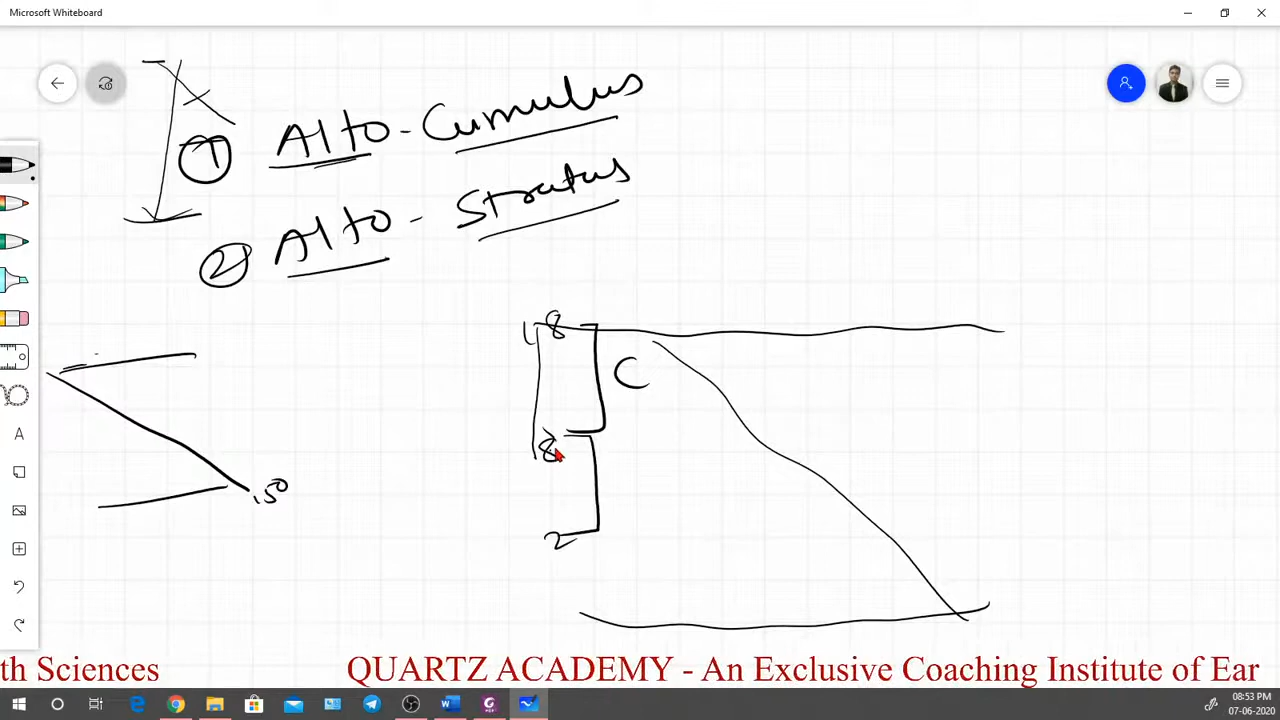 Microsoft Whiteboard
1 Alto-Cumulus
2 Alto-Stratus
18
C
8
2
15°
A
th Sciences QUARTZ ACADEMY - An Exclusive Coaching Institute of Ear
08:53 PM
07-06-2020